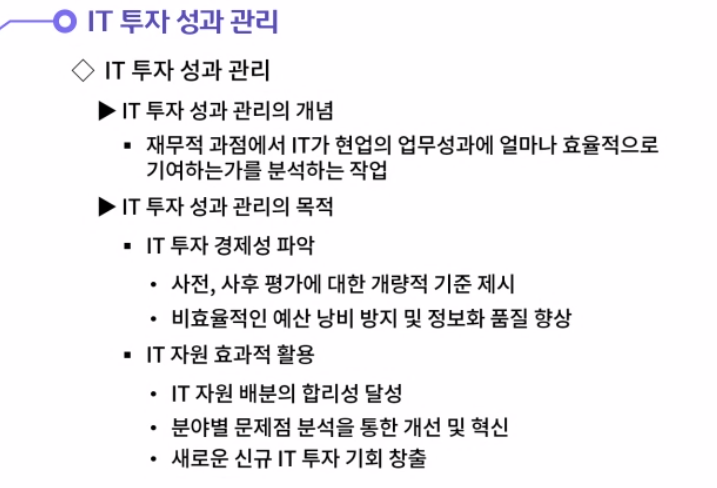 IT 투자 성과 관리
◇ IT 투자 성과 관리
▶ IT 투자 성과 관리의 개념
▪ 재무적 과점에서 IT가 현업의 업무성과에 얼마나 효율적으로
기여하는가를 분석하는 작업
▶ IT 투자 성과 관리의 목적
▪ IT 투자 경제성 파악
• 사전, 사후 평가에 대한 개량적 기준 제시
• 비효율적인 예산 낭비 방지 및 정보화 품질 향상
▪ IT 자원 효과적 활용
• IT 자원 배분의 합리성 달성
• 분야별 문제점 분석을 통한 개선 및 혁신
• 새로운 신규 IT 투자 기회 창출